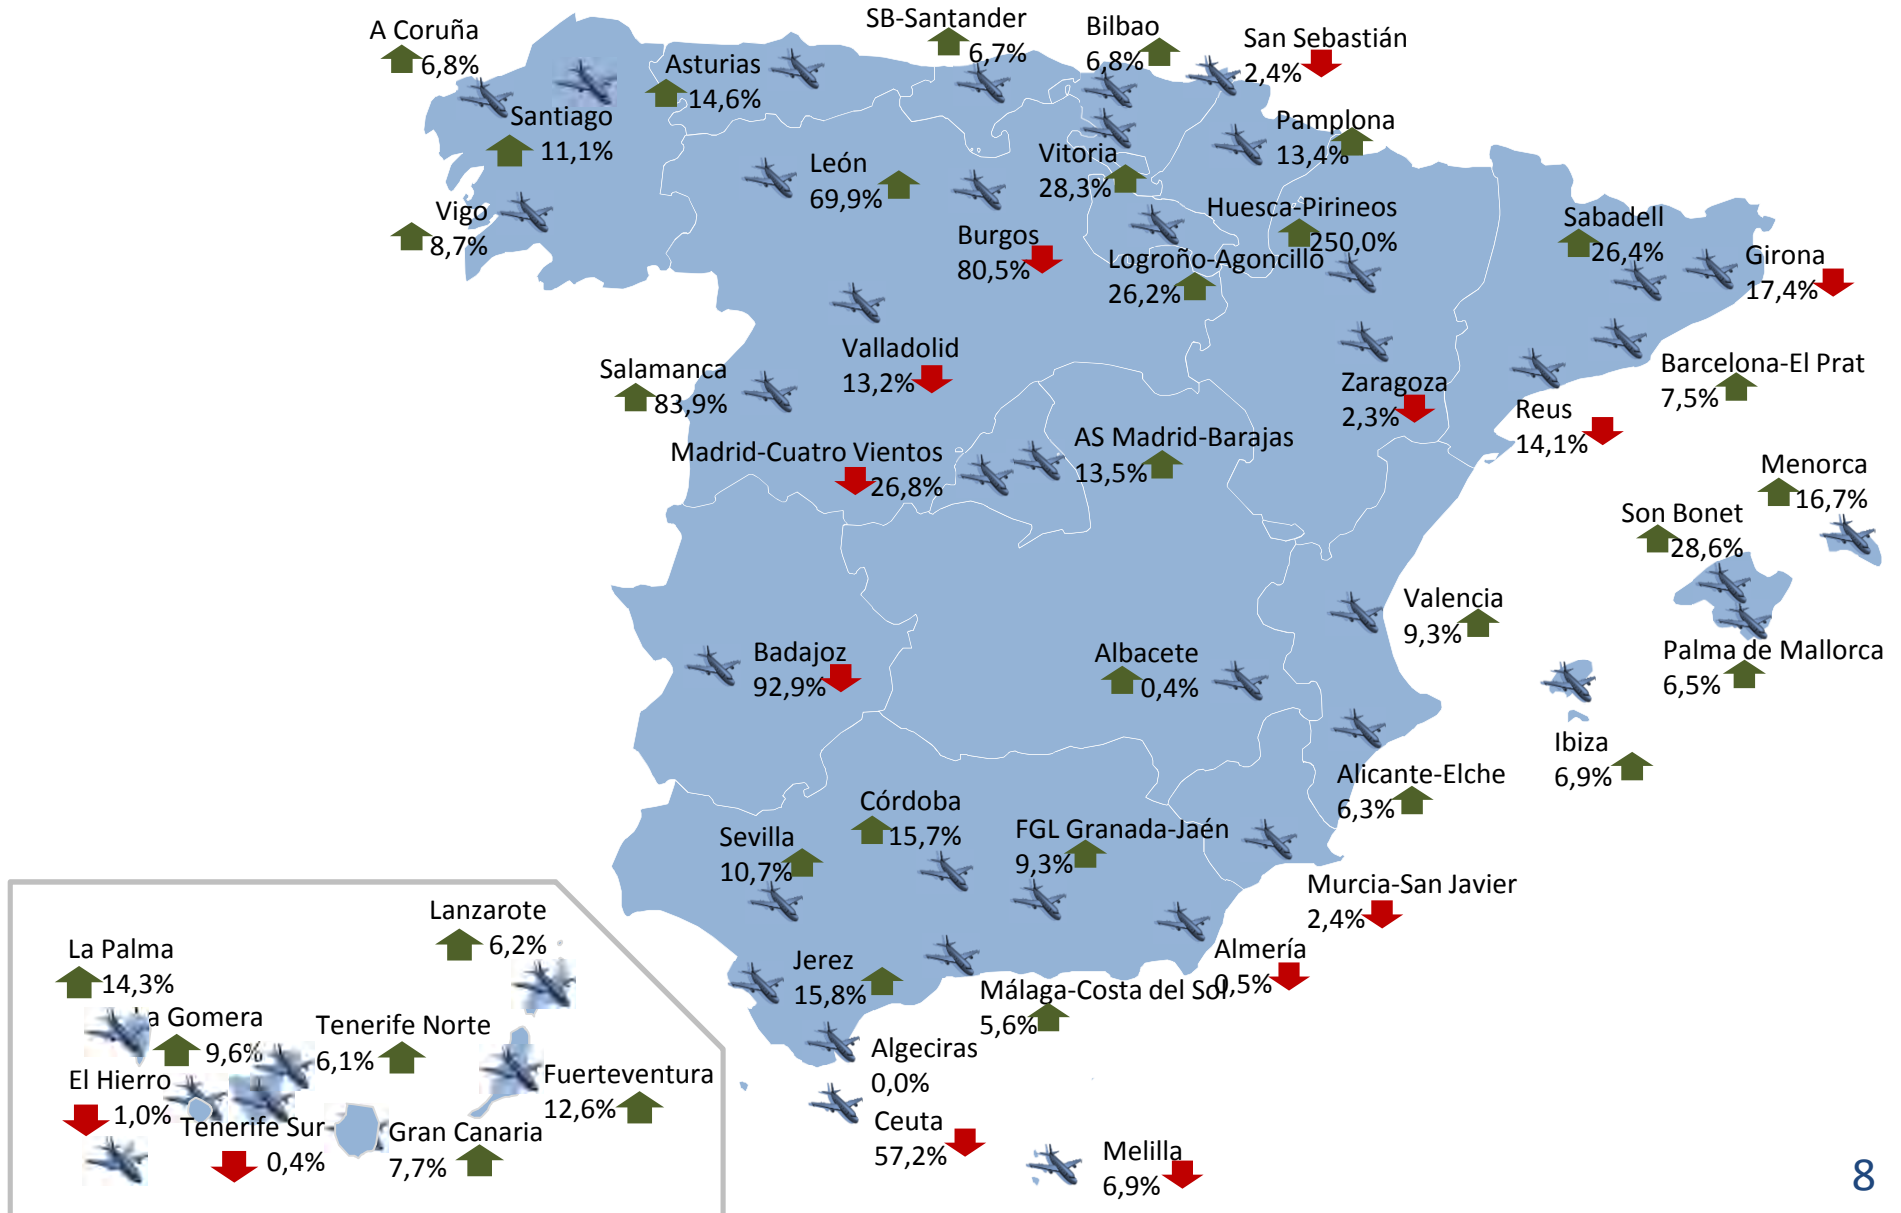 A Coruña
6,8%
SB-Santander
6,7%
Bilbao
6,8%
San Sebastián
2,4%
Asturias
14,6%
Santiago
11,1%
Pamplona
13,4%
León
69,9%
Vitoria
28,3%
Vigo
8,7%
Burgos
80,5%
Huesca-Pirineos
250,0%
Logroño-Agoncillo
26,2%
Sabadell
26,4%
Girona
17,4%
Salamanca
83,9%
Valladolid
13,2%
Zaragoza
2,3%
Barcelona-El Prat
7,5%
Reus
14,1%
Madrid-Cuatro Vientos
26,8%
AS Madrid-Barajas
13,5%
Menorca
16,7%
Son Bonet
28,6%
Valencia
9,3%
Palma de Mallorca
6,5%
Badajoz
92,9%
Albacete
0,4%
Ibiza
6,9%
Alicante-Elche
6,3%
Córdoba
15,7%
Sevilla
10,7%
FGL Granada-Jaén
9,3%
Murcia-San Javier
2,4%
Almería
0,5%
Jerez
15,8%
Málaga-Costa del Sol
5,6%
Algeciras
0,0%
Ceuta
57,2%
Melilla
6,9%
Lanzarote
6,2%
La Palma
14,3%
La Gomera
9,6%
Tenerife Norte
6,1%
El Hierro
1,0%
Fuerteventura
12,6%
Tenerife Sur
0,4%
Gran Canaria
7,7%
8